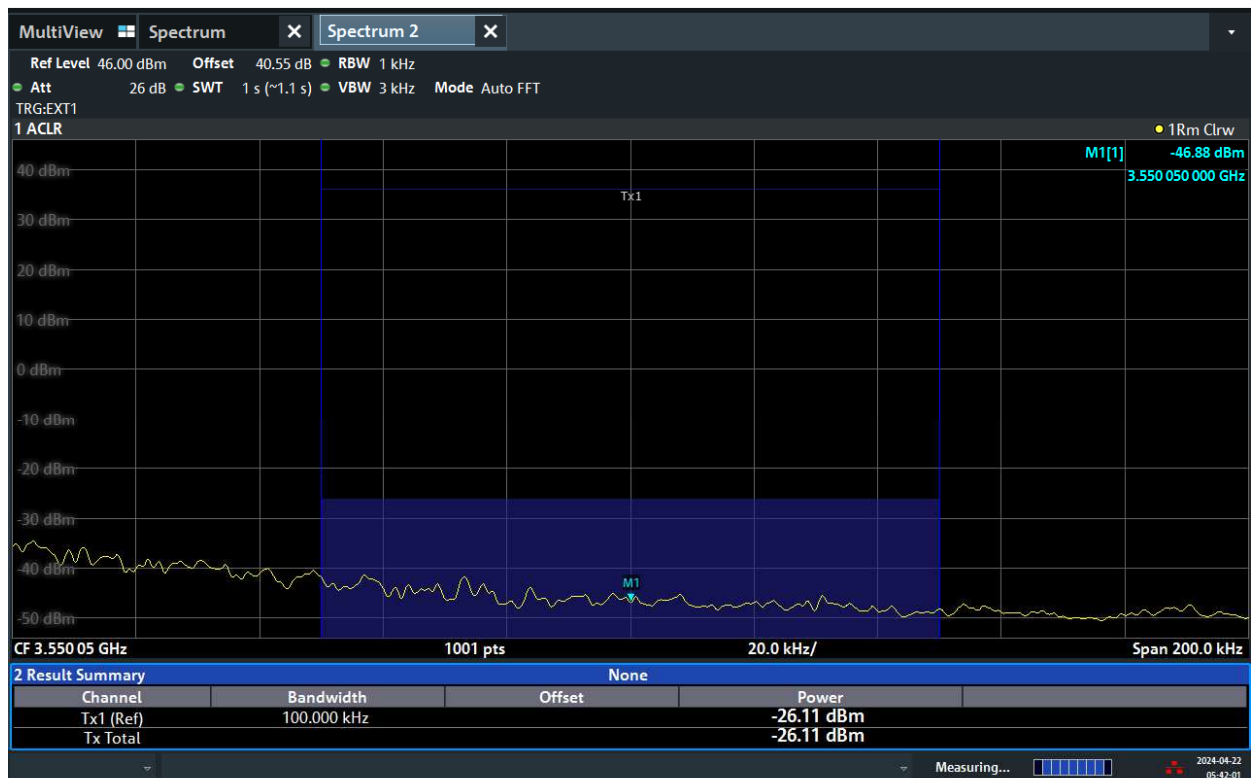 MultiView Spectrum X Spectrum 2 X
Ref Level 46.00 dBm Offset 40.55 dB RBW 1 kHz
Att 26 dB SWT 1 s (~1.1 s) VBW 3 kHz Mode Auto FFT
TRG:EXT1
1 ACLR 1Rm Clrw
M1[1] -46.88 dBm
3.550 050 000 GHz
40 dBm
Tx1
30 dBm
20 dBm
10 dBm
0 dBm
-10 dBm
-20 dBm
-30 dBm
-40 dBm
M1
-50 dBm
CF 3.550 05 GHz 1001 pts 20.0 kHz/ Span 200.0 kHz
2 Result Summary None
Channel Bandwidth Offset Power
Tx1 (Ref) 100.000 kHz -26.11 dBm
Tx Total -26.11 dBm
Measuring... 2024-04-22
05:42:01